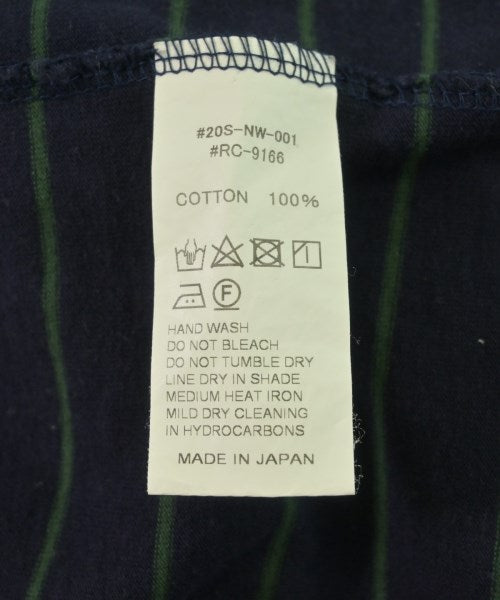 #20S-NW-001
#RC-9166
COTTON 100%
F
HAND WASH
DO NOT BLEACH
DO NOT TUMBLE DRY
LINE DRY IN SHADE
MEDIUM HEAT IRON
MILD DRY CLEANING
IN HYDROCARBONS
MADE IN JAPAN